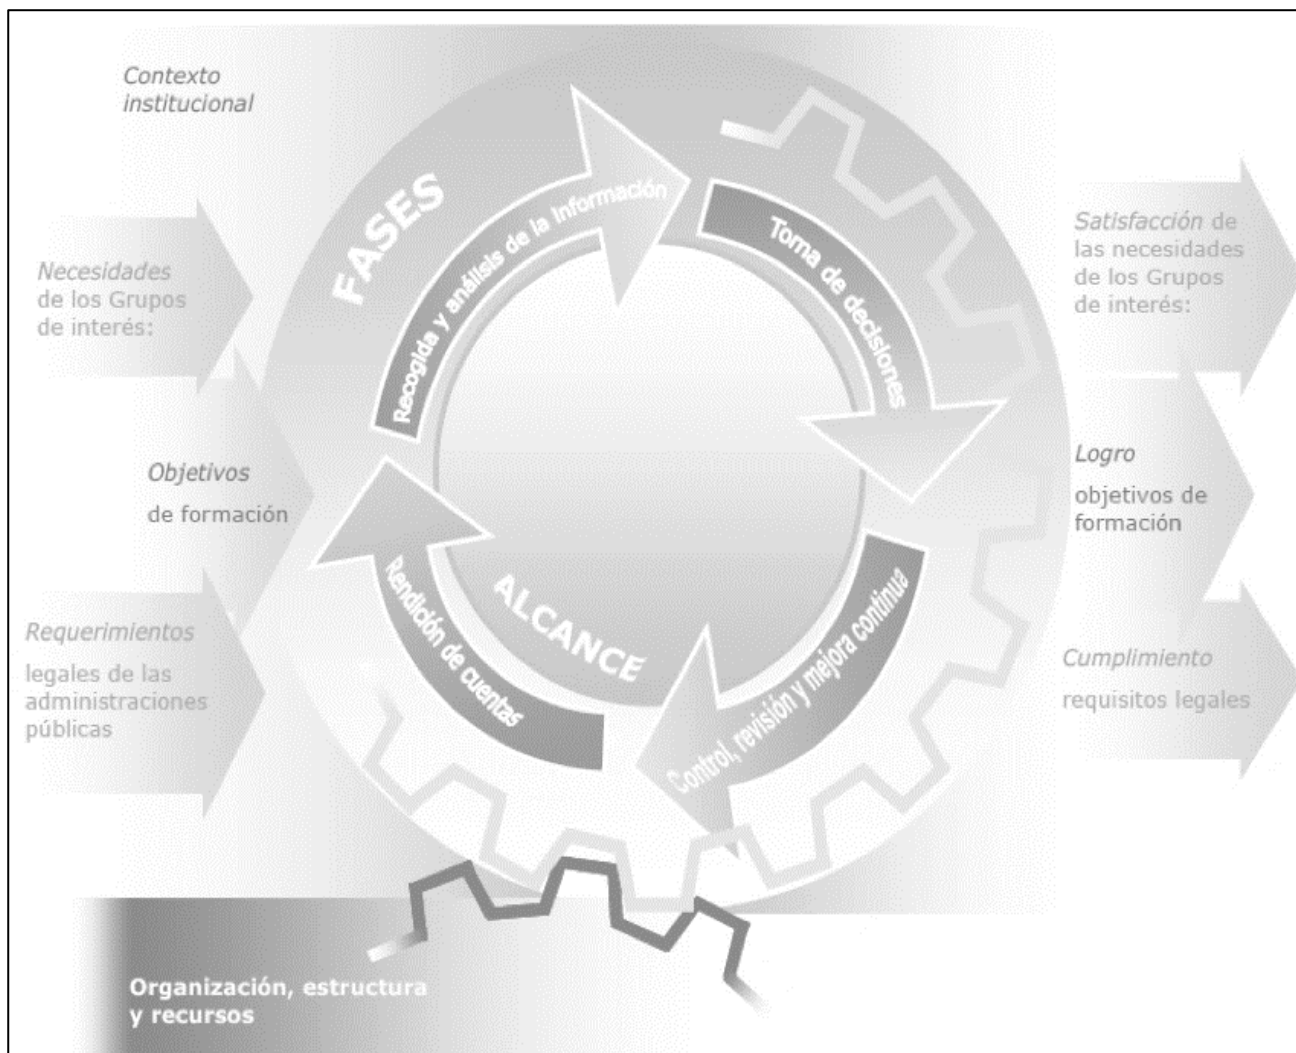 Contexto
institucional
FASES
Recogida y análisis de la información
Toma de decisiones
Control, revisión y mejora continua
Rendición de cuentas
ALCANCE
Necesidades
de los Grupos
de interés:
Objetivos
de formación
Requerimientos
legales de las
administraciones
públicas
Satisfacción de
las necesidades
de los Grupos
de interés:
Logro
objetivos de
formación
Cumplimiento
requisitos legales
Organización, estructura
y recursos